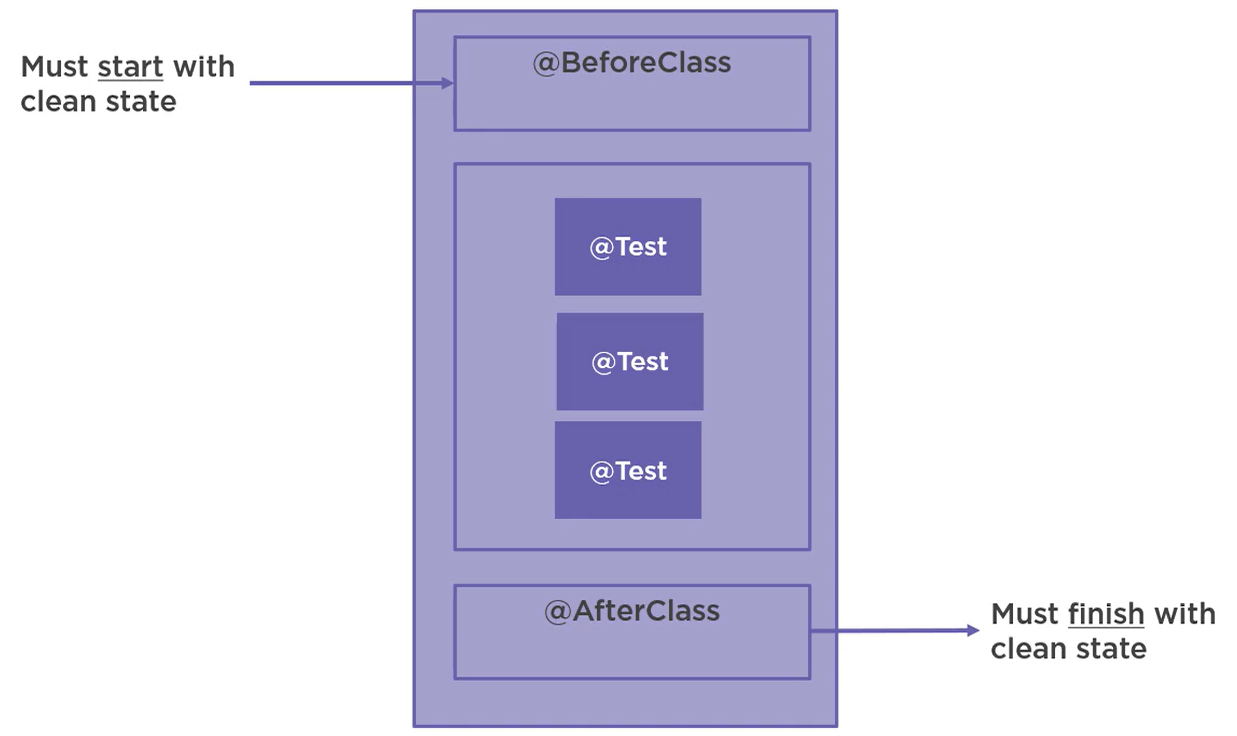 Must start with
clean state
@BeforeClass
@Test
@Test
@Test
@AfterClass
Must finish with
clean state